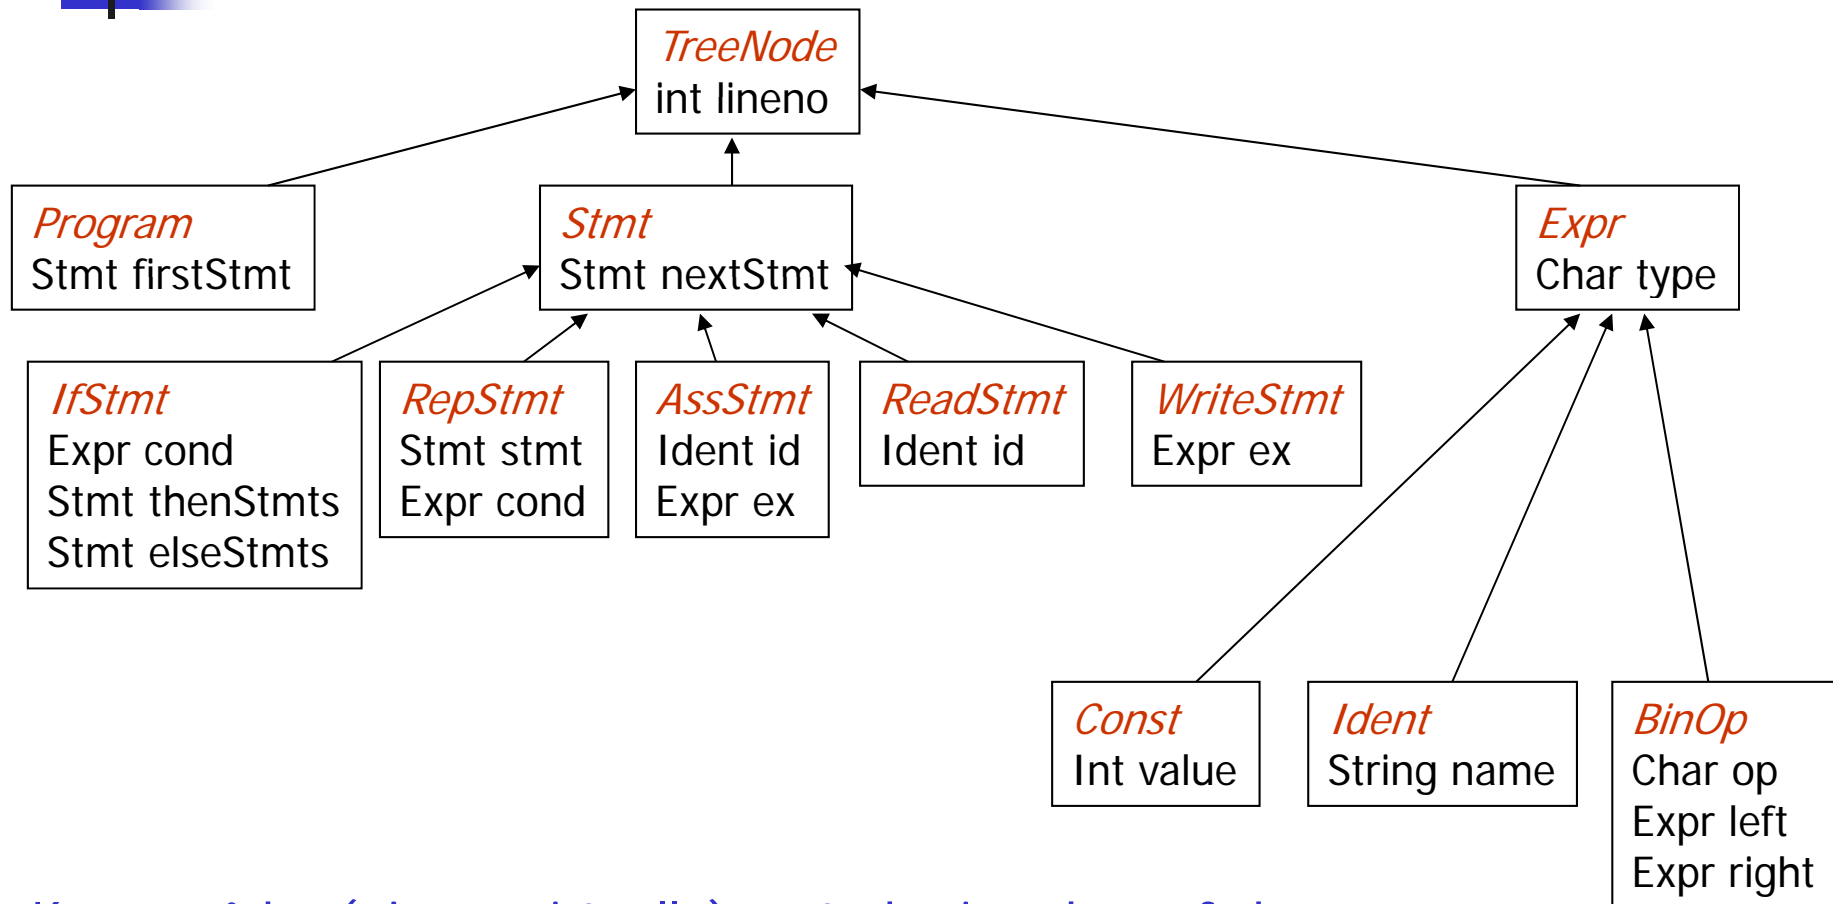 TreeNode
int lineno
Program
Stmt firstStmt
Stmt
Stmt nextStmt
Expr
Char type
IfStmt
Expr cond
Stmt thenStmts
Stmt elseStmts
RepStmt
Stmt stmt
Expr cond
AssStmt
Ident id
Expr ex
ReadStmt
Ident id
WriteStmt
Expr ex
Const
Int value
Ident
String name
BinOp
Char op
Expr left
Expr right